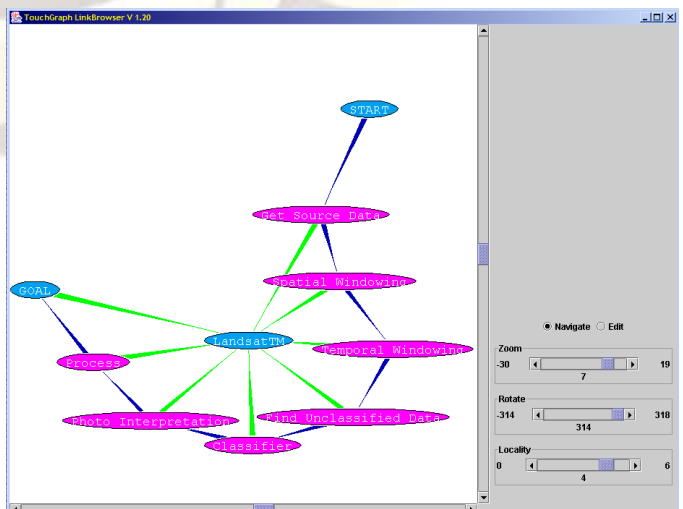 TouchGraph LinkBrowser V 1.20
START
Get Source Data
Spatial Windowing
GOAL
LandsatTM
Temporal Windowing
Process
Photo Interpretation
Find Unclassified Data
Classifier
Navigate Edit
Zoom
-30 19
7
Rotate
-314 318
314
Locality
0 6
4